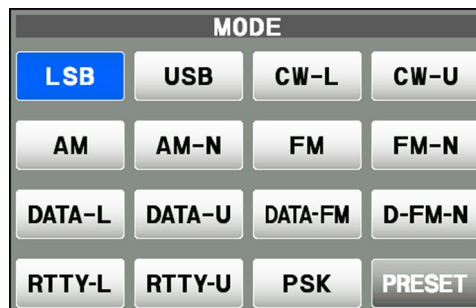 MODE
LSB USB CW-L CW-U
AM AM-N FM FM-N
DATA-L DATA-U DATA-FM D-FM-N
RTTY-L RTTY-U PSK PRESET